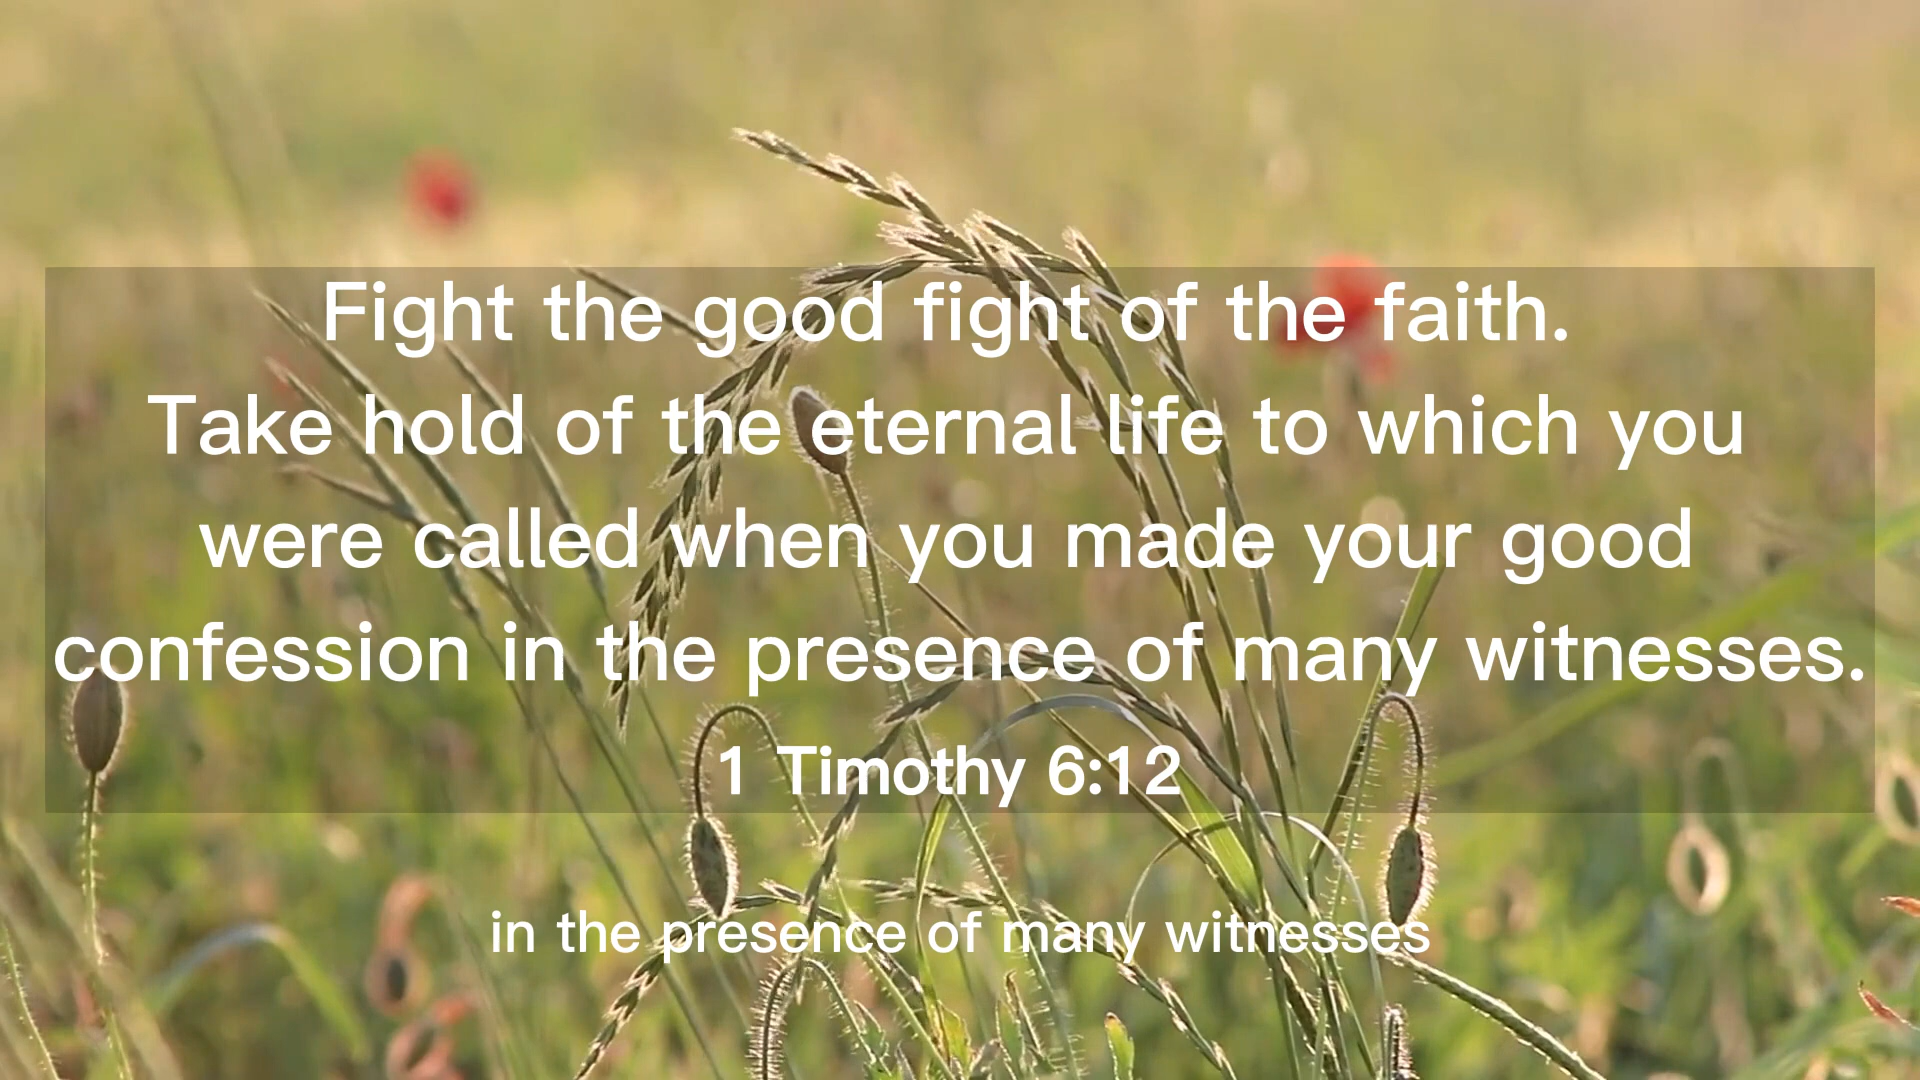 Fight the good fight of the faith.
Take hold of the eternal life to which you
were called when you made your good
confession in the presence of many witnesses.
1 Timothy 6:12
in the presence of many witnesses